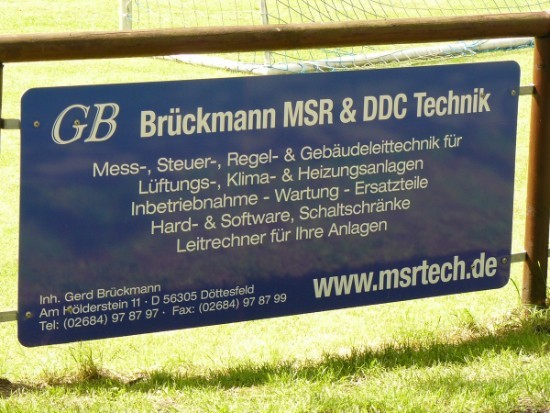 GB Brückmann MSR & DDC Technik
Mess-, Steuer-, Regel- & Gebäudeleittechnik für
Lüftungs-, Klima- & Heizungsanlagen
Inbetriebnahme - Wartung - Ersatzteile
Hard- & Software, Schaltschränke
Leitrechner für Ihre Anlagen
Inh. Gerd Brückmann
Am Hölderstein 11 · D 56305 Döttesfeld
Tel: (02684) 97 87 97 · Fax: (02684) 97 87 99
www.msrtech.de